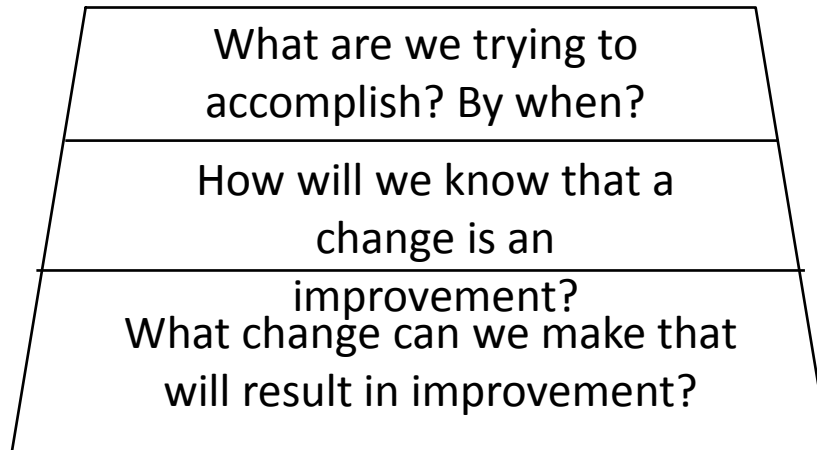 What are we trying to
accomplish? By when?
How will we know that a
change is an
improvement?
What change can we make that
will result in improvement?